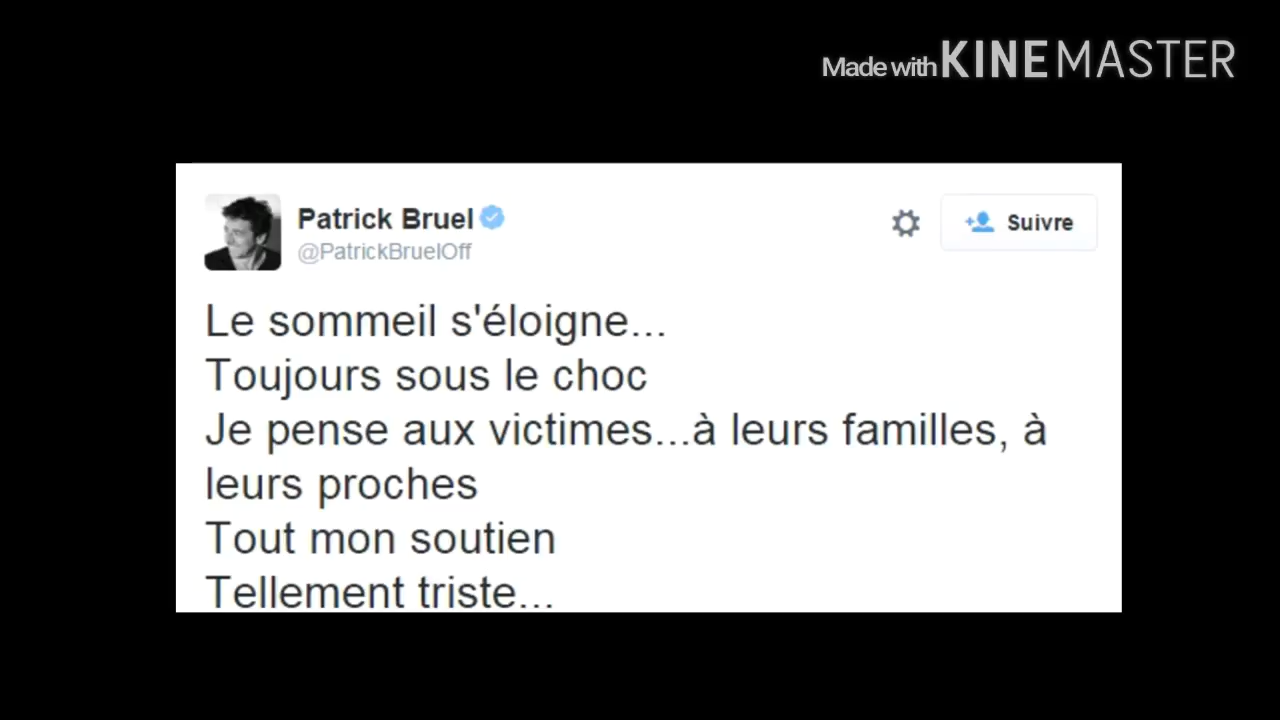 Made with KINEMASTER
Patrick Bruel
@PatrickBruelOff
Suivre
Le sommeil s'éloigne...
Toujours sous le choc
Je pense aux victimes...à leurs familles, à
leurs proches
Tout mon soutien
Tellement triste...